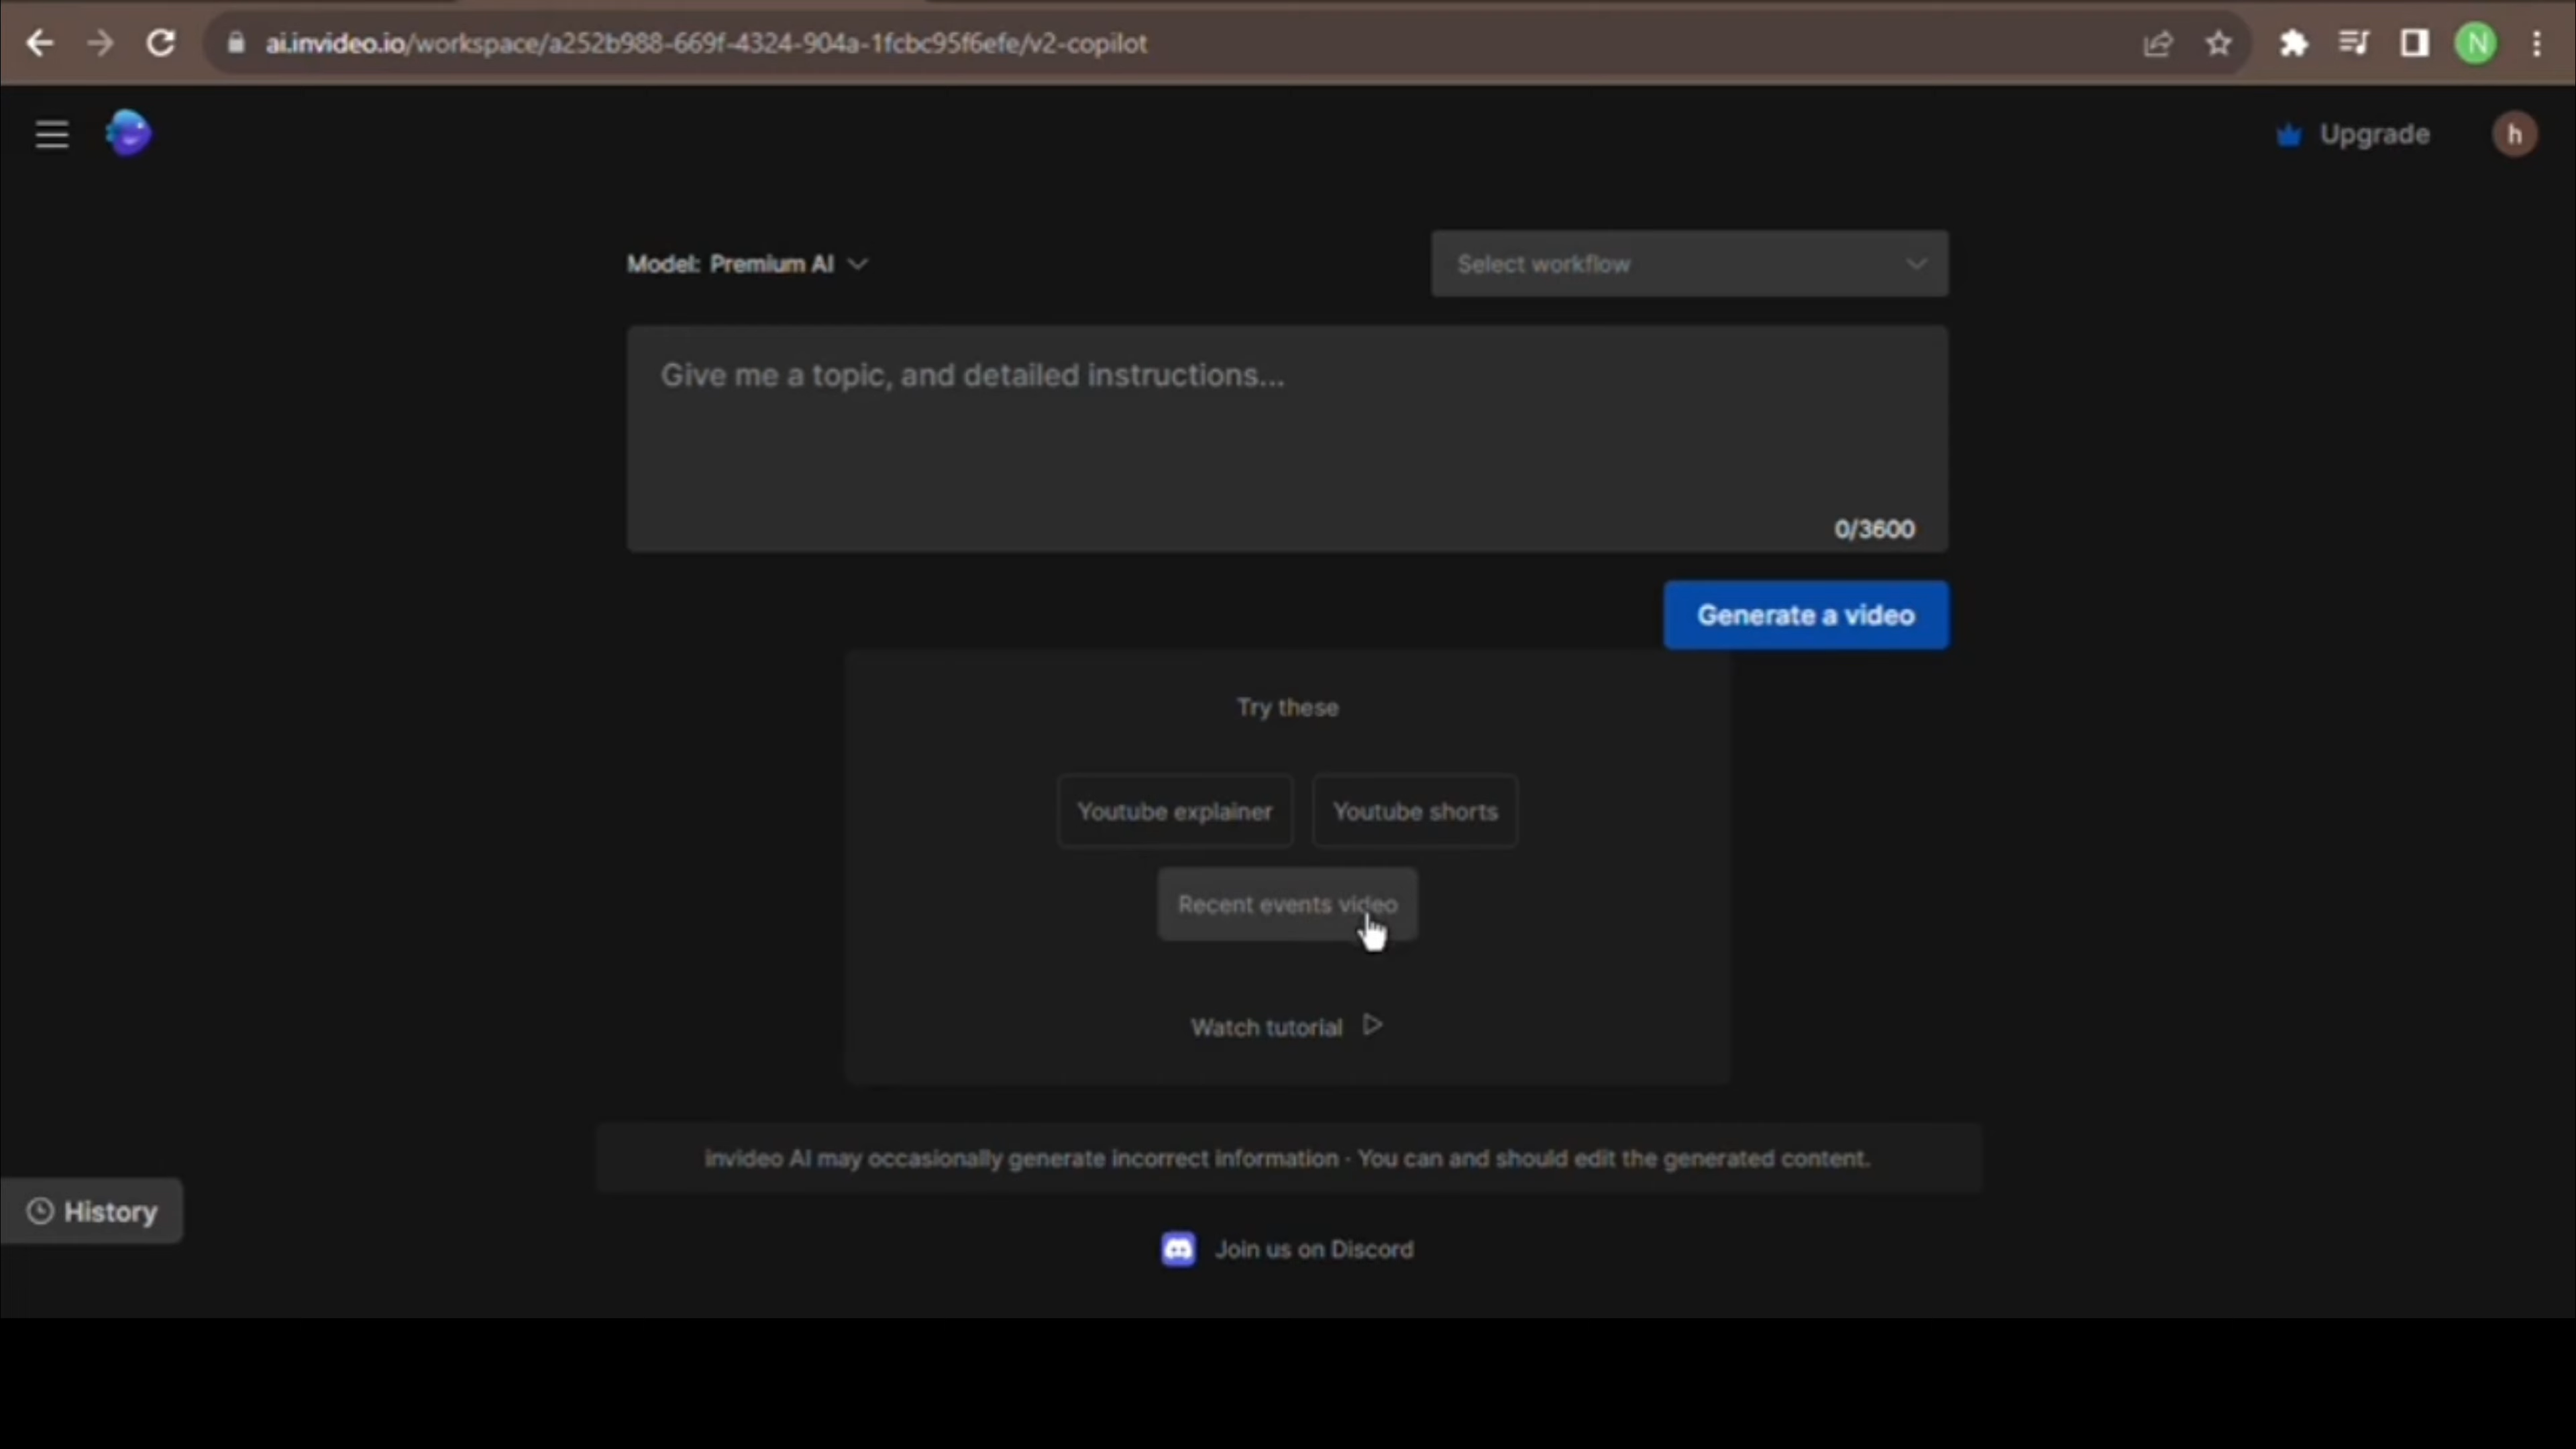 ai.invideo.io/workspace/a252b988-669f-4324-904a-1fcbc95f6efe/v2-copilot
N
Upgrade
h
Model: Premium AI
Select workflow
Give me a topic, and detailed instructions...
0/3600
Generate a video
Try these
Youtube explainer
Youtube shorts
Recent events video
Watch tutorial
invideo AI may occasionally generate incorrect information · You can and should edit the generated content.
History
Join us on Discord